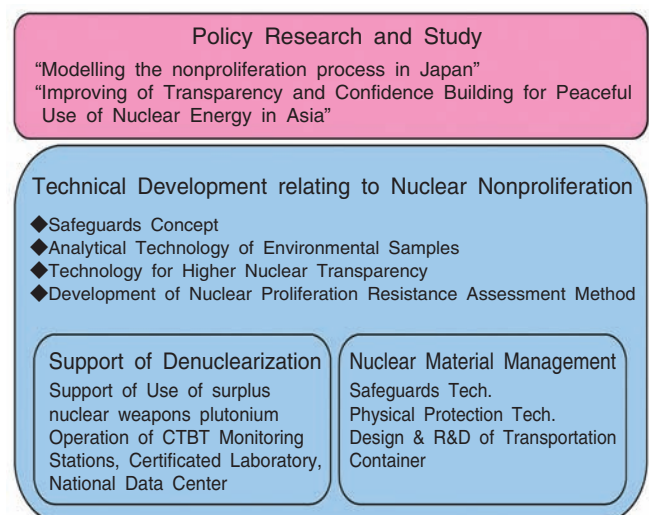 Policy Research and Study
“Modelling the nonproliferation process in Japan”
“Improving of Transparency and Confidence Building for Peaceful
Use of Nuclear Energy in Asia”
Technical Development relating to Nuclear Nonproliferation
◆Safeguards Concept
◆Analytical Technology of Environmental Samples
◆Technology for Higher Nuclear Transparency
◆Development of Nuclear Proliferation Resistance Assessment Method
Support of Denuclearization
Support of Use of surplus
nuclear weapons plutonium
Operation of CTBT Monitoring
Stations, Certificated Laboratory,
National Data Center
Nuclear Material Management
Safeguards Tech.
Physical Protection Tech.
Design & R&D of Transportation
Container